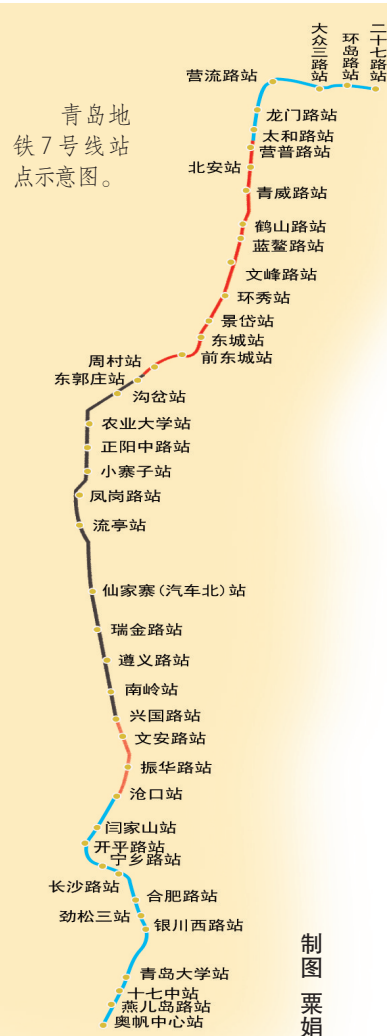 大众三路站
环岛路站
二十七路站
营流路站
青岛地
铁7号线站
点示意图。
龙门路站
太和路站
营普路站
北安站
青威路站
鹤山路站
蓝鳌路站
文峰路站
环秀站
景岱站
东城站
前东城站
周村站
东郭庄站
沟岔站
农业大学站
正阳中路站
小寨子站
凤岗路站
流亭站
仙家寨(汽车北)站
瑞金路站
遵义路站
南岭站
兴国路站
文安路站
振华路站
沧口站
闫家山站
开平路站
宁乡路站
长沙路站
合肥路站
劲松三站
银川西路站
青岛大学站
十七中站
燕儿岛路站
奥帆中心站
制图 粟娟